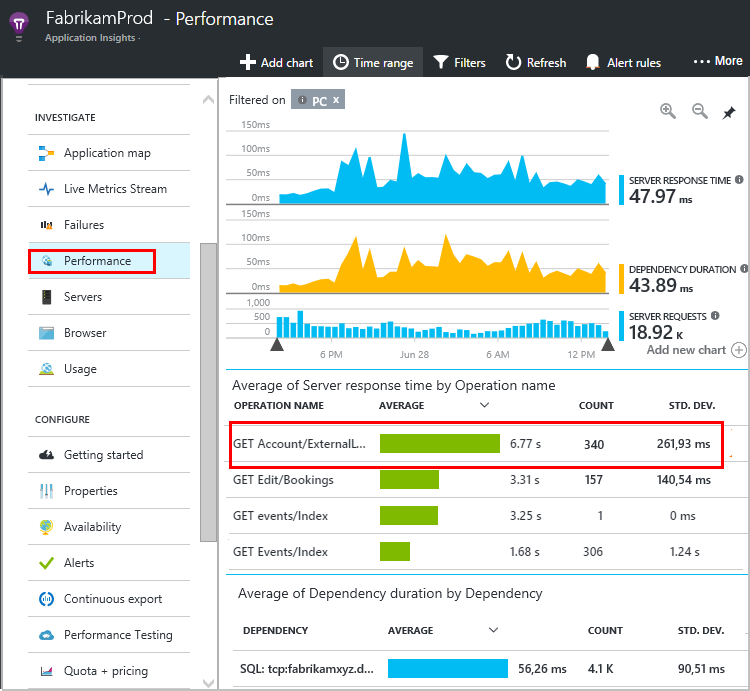 FabrikamProd - Performance
Application Insights -
Add chart Time range Filters Refresh Alert rules ··· More
INVESTIGATE
Application map
Live Metrics Stream
Failures
Performance
Servers
Browser
Usage
CONFIGURE
Getting started
Properties
Availability
Alerts
Continuous export
Performance Testing
Quota + pricing
Filtered on PC x
150ms
100ms
50ms
0ms
SERVER RESPONSE TIME
47.97 ms
150ms
100ms
50ms
0ms
DEPENDENCY DURATION
43.89 ms
1,000
500
0
SERVER REQUESTS
18.92 K
6 PM Jun 28 6 AM 12 PM
Add new chart
Average of Server response time by Operation name
OPERATION NAME AVERAGE COUNT STD. DEV.
GET Account/ExternalL... 6.77 s 340 261,93 ms
GET Edit/Bookings 3.31 s 157 140,54 ms
GET events/Index 3.25 s 1 0 ms
GET Events/Index 1.68 s 306 1.24 s
Average of Dependency duration by Dependency
DEPENDENCY AVERAGE COUNT STD. DEV.
SQL: tcp:fabrikamxyz.d... 56,26 ms 4.1 K 90,51 ms